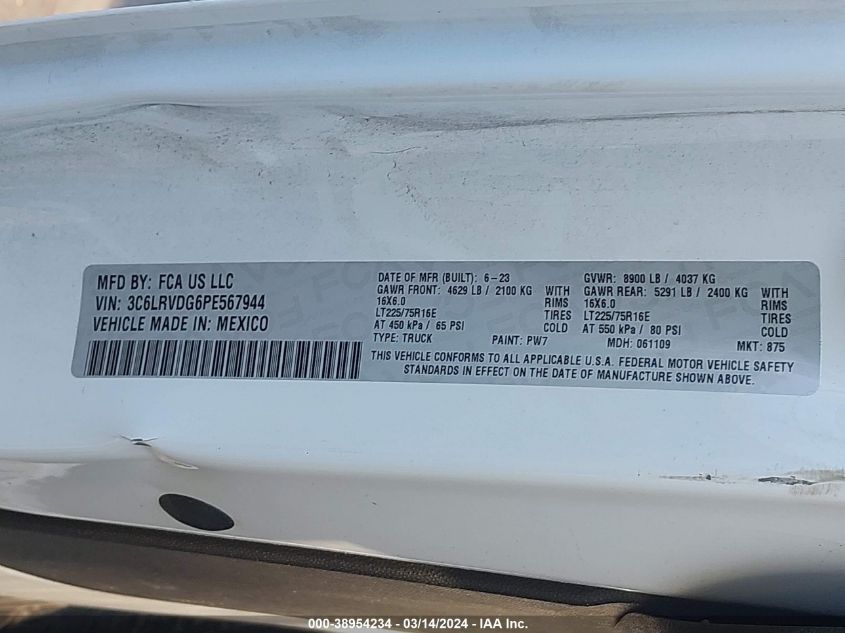 MFD BY: FCA US LLC
VIN: 3C6LRVDG6PE567944
VEHICLE MADE IN: MEXICO
DATE OF MFR (BUILT): 6-23
GAWR FRONT: 4629 LB / 2100 KG WITH
16X6.0 RIMS
LT225/75R16E TIRES
AT 450 kPa / 65 PSI COLD
TYPE: TRUCK PAINT: PW7
GVWR: 8900 LB / 4037 KG
GAWR REAR: 5291 LB / 2400 KG WITH
16X6.0 RIMS
LT225/75R16E TIRES
AT 550 kPa / 80 PSI COLD
MDH: 061109 MKT: 875
THIS VEHICLE CONFORMS TO ALL APPLICABLE U.S.A. FEDERAL MOTOR VEHICLE SAFETY
STANDARDS IN EFFECT ON THE DATE OF MANUFACTURE SHOWN ABOVE.
000-38954234 - 03/14/2024 - IAA Inc.